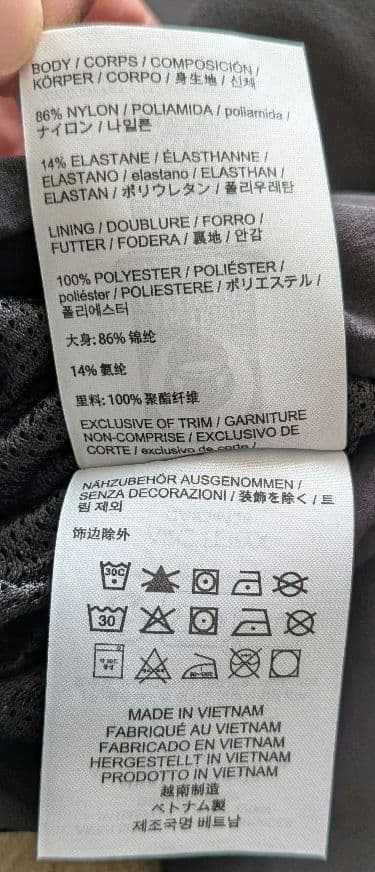 BODY / CORPS / COMPOSICIÓN /
KÖRPER / CORPO / 身生地 / 신체
86% NYLON / POLIAMIDA / poliamida /
ナイロン / 나일론
14% ELASTANE / ÉLASTHANNE /
ELASTANO / elastano / ELASTHAN /
ELASTAN / ポリウレタン / 폴리우레탄
LINING / DOUBLURE / FORRO /
FUTTER / FODERA / 裏地 / 안감
100% POLYESTER / POLIÉSTER /
poliéster / POLIESTERE / ポリエステル /
폴리에스터
大身: 86% 锦纶
14% 氨纶
里料: 100% 聚酯纤维
EXCLUSIVE OF TRIM / GARNITURE
NON-COMPRISE / EXCLUSIVO DE
CORTE / exclusivo de corte /
NÄHZUBEHÖR AUSGENOMMEN /
SENZA DECORAZIONI / 装飾を除く / 트
림 제외
饰边除外
30C
30
MADE IN VIETNAM
FABRIQUÉ AU VIETNAM
FABRICADO EN VIETNAM
HERGESTELLT IN VIETNAM
PRODOTTO IN VIETNAM
越南制造
ベトナム製
제조국명 베트남